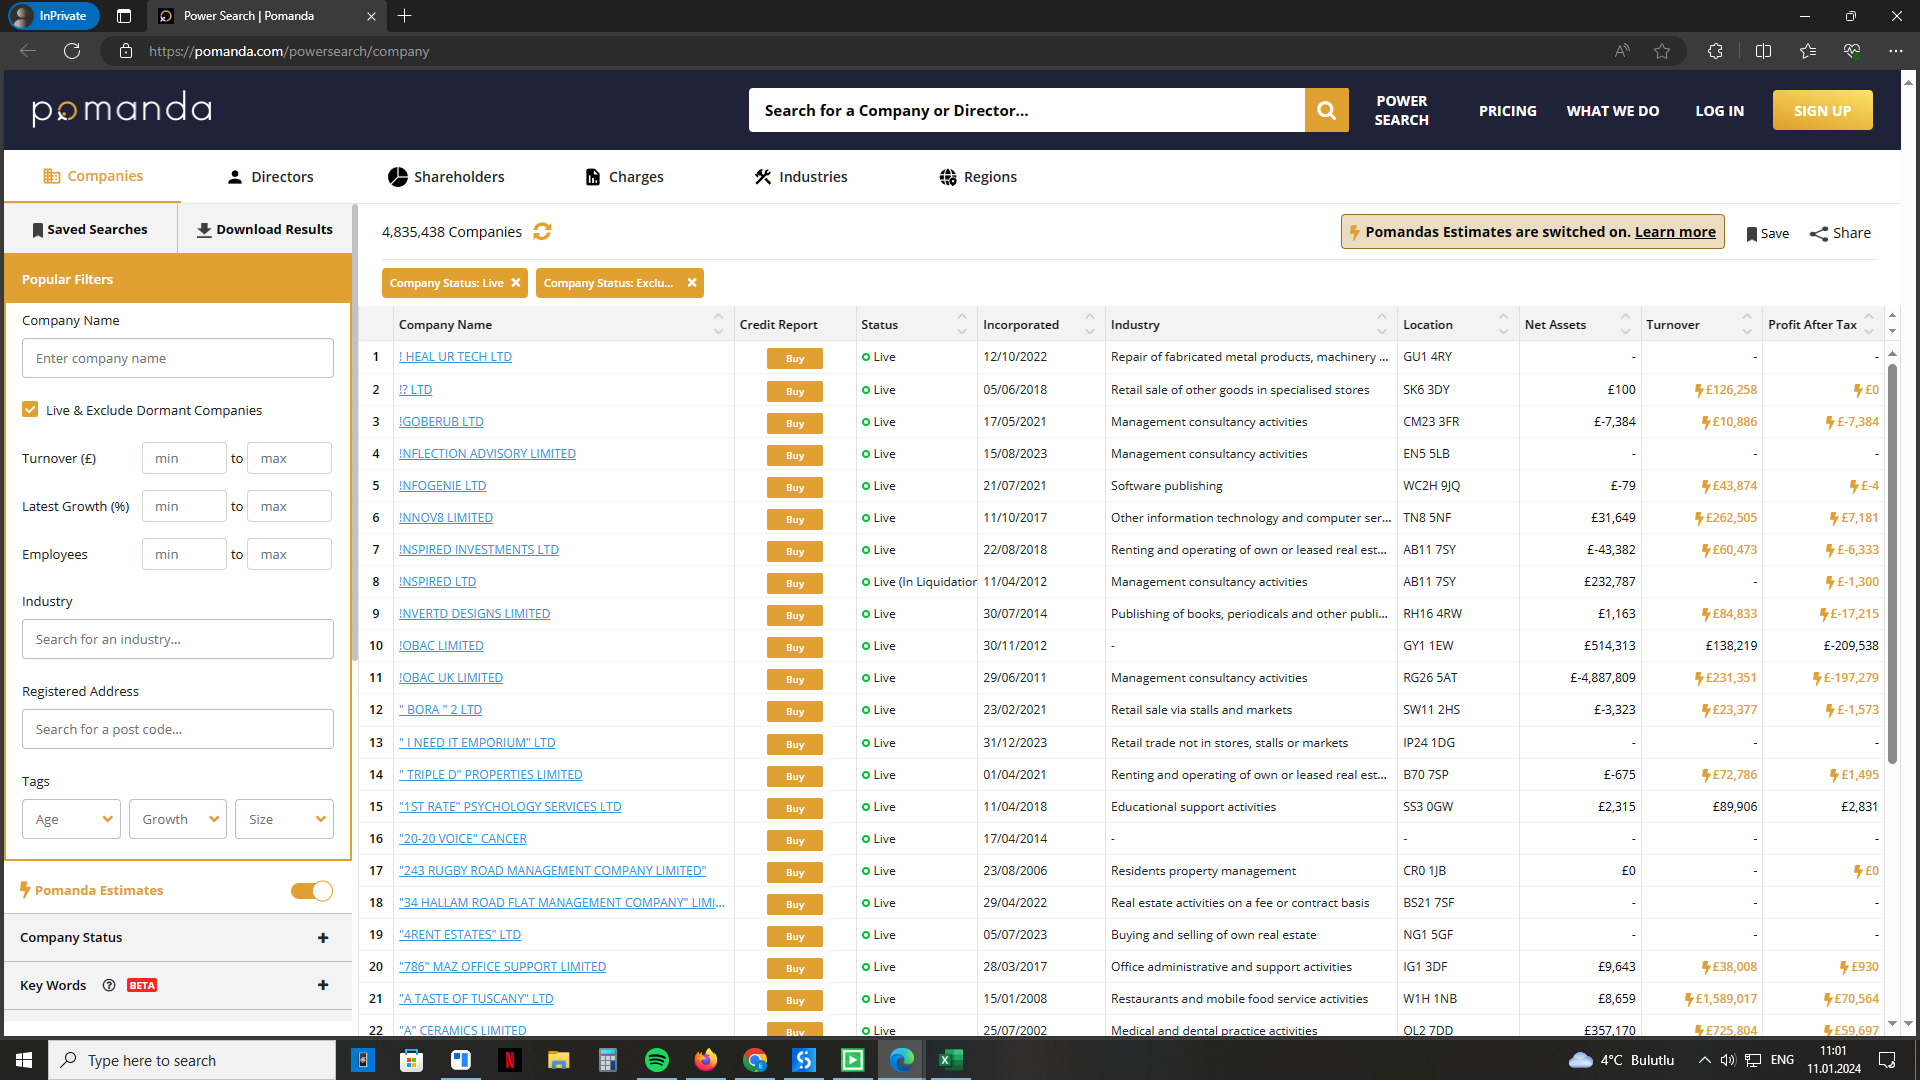 InPrivate
Power Search | Pomanda
https://pomanda.com/powersearch/company
pomanda
Search for a Company or Director...
POWER SEARCH
PRICING
WHAT WE DO
LOG IN
SIGN UP
Companies
Directors
Shareholders
Charges
Industries
Regions
Saved Searches
Download Results
4,835,438 Companies
Pomandas Estimates are switched on. Learn more
Save
Share
Popular Filters
Company Status: Live
Company Status: Exclu...
Company Name
Enter company name
Live & Exclude Dormant Companies
Turnover (£) min to max
Latest Growth (%) min to max
Employees min to max
Industry
Search for an industry...
Registered Address
Search for a post code...
Tags
Age
Growth
Size
Pomanda Estimates
Company Status +
Key Words ? BETA +
Company Name Credit Report Status Incorporated Industry Location Net Assets Turnover Profit After Tax
1 ! HEAL UR TECH LTD Buy Live 12/10/2022 Repair of fabricated metal products, machinery ... GU1 4RY - - -
2 !? LTD Buy Live 05/06/2018 Retail sale of other goods in specialised stores SK6 3DY £100 £126,258 £0
3 !GOBERUB LTD Buy Live 17/05/2021 Management consultancy activities CM23 3FR £-7,384 £10,886 £-7,384
4 !NFLECTION ADVISORY LIMITED Buy Live 15/08/2023 Management consultancy activities EN5 5LB - - -
5 !NFOGENIE LTD Buy Live 21/07/2021 Software publishing WC2H 9JQ £-79 £43,874 £-4
6 !NNOV8 LIMITED Buy Live 11/10/2017 Other information technology and computer ser... TN8 5NF £31,649 £262,505 £7,181
7 !NSPIRED INVESTMENTS LTD Buy Live 22/08/2018 Renting and operating of own or leased real est... AB11 7SY £-43,382 £60,473 £-6,333
8 !NSPIRED LTD Buy Live (In Liquidation 11/04/2012 Management consultancy activities AB11 7SY £232,787 - £-1,300
9 !NVERTD DESIGNS LIMITED Buy Live 30/07/2014 Publishing of books, periodicals and other publi... RH16 4RW £1,163 £84,833 £-17,215
10 !OBAC LIMITED Buy Live 30/11/2012 - GY1 1EW £514,313 £138,219 £-209,538
11 !OBAC UK LIMITED Buy Live 29/06/2011 Management consultancy activities RG26 5AT £-4,887,809 £231,351 £-197,279
12 " BORA " 2 LTD Buy Live 23/02/2021 Retail sale via stalls and markets SW11 2HS £-3,323 £23,377 £-1,573
13 " I NEED IT EMPORIUM" LTD Buy Live 31/12/2023 Retail trade not in stores, stalls or markets IP24 1DG - - -
14 " TRIPLE D" PROPERTIES LIMITED Buy Live 01/04/2021 Renting and operating of own or leased real est... B70 7SP £-675 £72,786 £1,495
15 "1ST RATE" PSYCHOLOGY SERVICES LTD Buy Live 11/04/2018 Educational support activities SS3 0GW £2,315 £89,906 £2,831
16 "20-20 VOICE" CANCER Buy Live 17/04/2014 - - - - -
17 "243 RUGBY ROAD MANAGEMENT COMPANY LIMITED" Buy Live 23/08/2006 Residents property management CR0 1JB £0 - £0
18 "34 HALLAM ROAD FLAT MANAGEMENT COMPANY" LIMI... Buy Live 29/04/2022 Real estate activities on a fee or contract basis BS21 7SF - - -
19 "4RENT ESTATES" LTD Buy Live 05/07/2023 Buying and selling of own real estate NG1 5GF - - -
20 "786" MAZ OFFICE SUPPORT LIMITED Buy Live 28/03/2017 Office administrative and support activities IG1 3DF £9,643 £38,008 £930
21 "A TASTE OF TUSCANY" LTD Buy Live 15/01/2008 Restaurants and mobile food service activities W1H 1NB £8,659 £1,589,017 £70,564
22 "A" CERAMICS LIMITED Buy Live 25/07/2002 Medical and dental practice activities OL2 7DD £357,170 £725,804 £59,697
Type here to search
4°C Bulutlu
ENG
11:01
11.01.2024